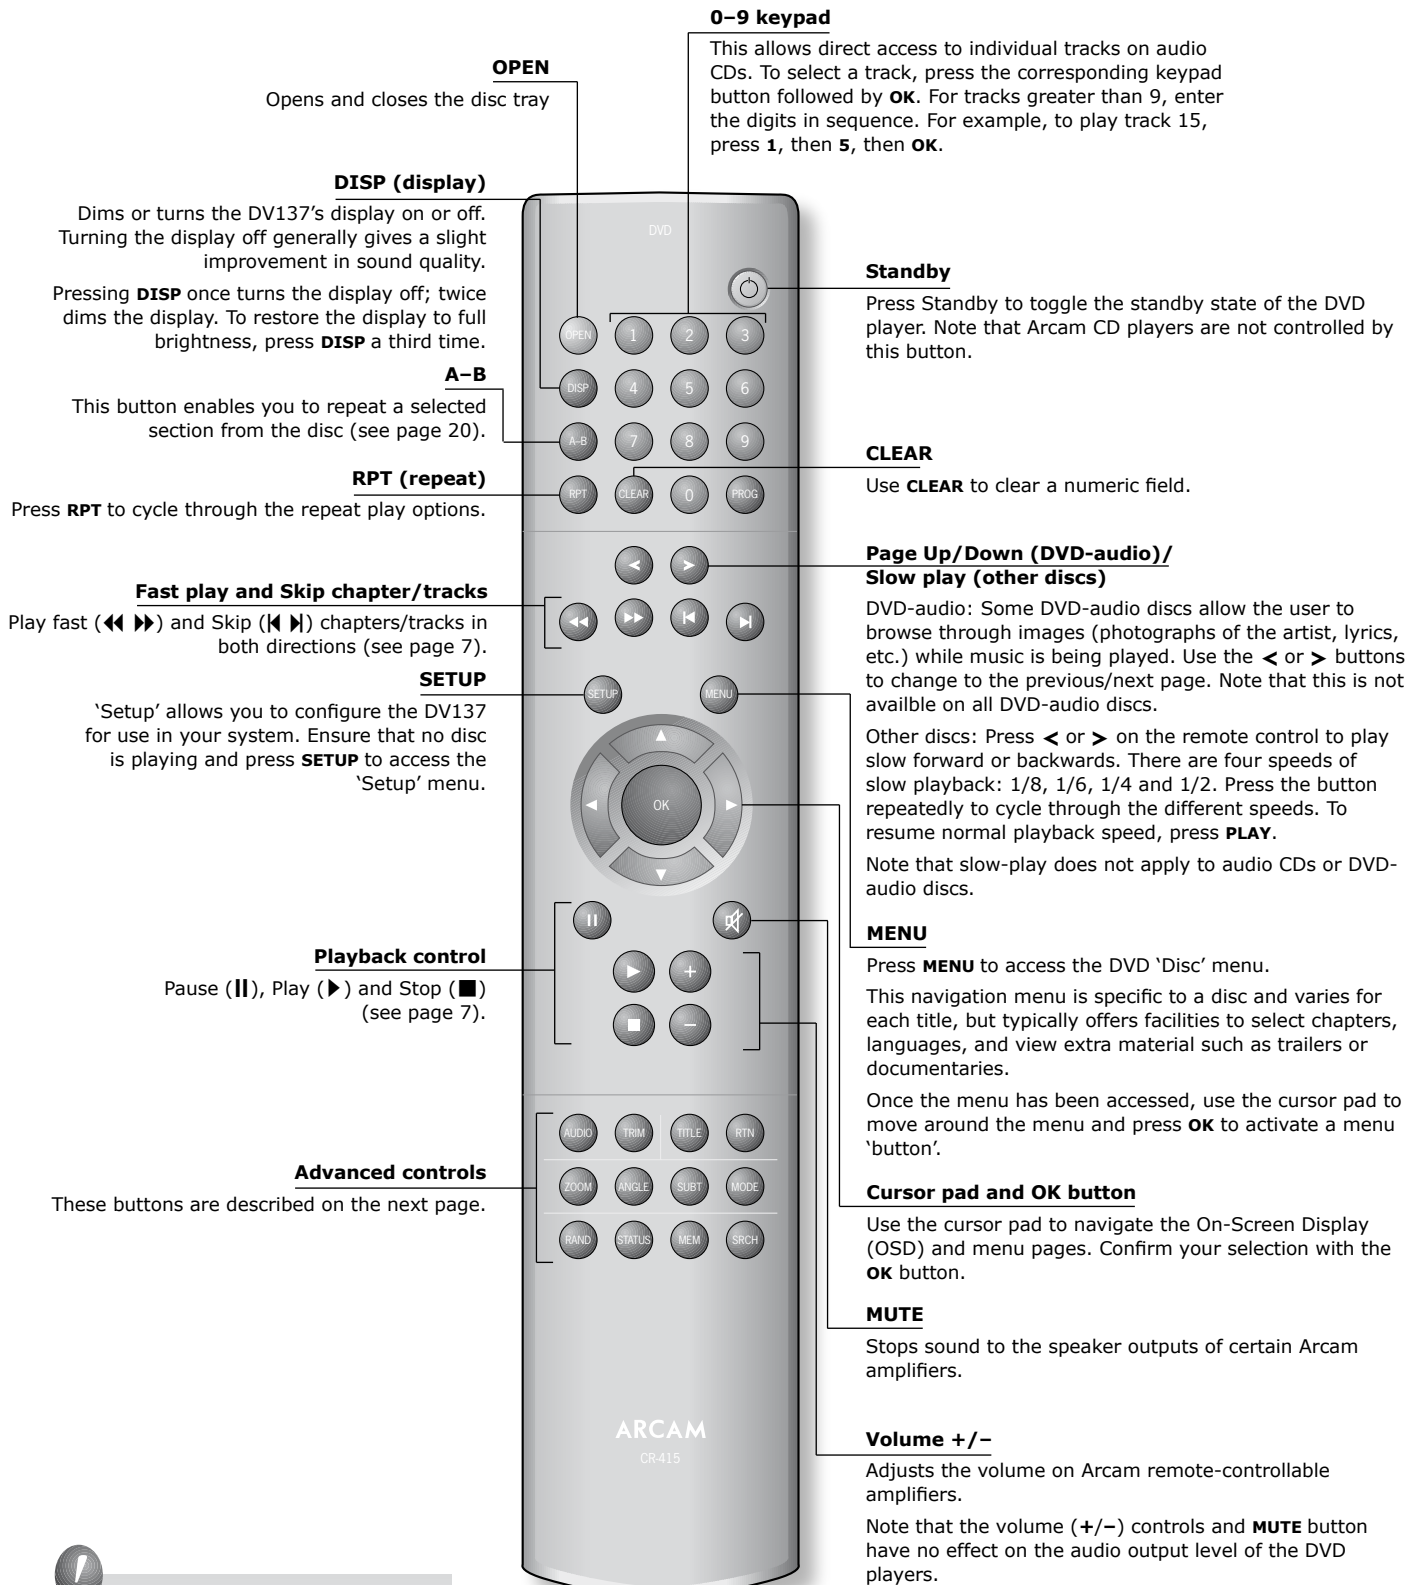 0–9 keypad
This allows direct access to individual tracks on audio
CDs. To select a track, press the corresponding keypad
button followed by OK. For tracks greater than 9, enter
the digits in sequence. For example, to play track 15,
press 1, then 5, then OK.
OPEN
Opens and closes the disc tray
DISP (display)
Dims or turns the DV137’s display on or off.
Turning the display off generally gives a slight
improvement in sound quality.
Pressing DISP once turns the display off; twice
dims the display. To restore the display to full
brightness, press DISP a third time.
A–B
This button enables you to repeat a selected
section from the disc (see page 20).
RPT (repeat)
Press RPT to cycle through the repeat play options.
Fast play and Skip chapter/tracks
Play fast (◀◀ ▶▶) and Skip (|◀ ▶|) chapters/tracks in
both directions (see page 7).
SETUP
‘Setup’ allows you to configure the DV137
for use in your system. Ensure that no disc
is playing and press SETUP to access the
‘Setup’ menu.
Playback control
Pause (||), Play (▶) and Stop (■)
(see page 7).
Advanced controls
These buttons are described on the next page.
DVD
OPEN 1 2 3
DISP 4 5 6
A–B 7 8 9
RPT CLEAR 0 PROG
< >
SETUP MENU
OK
+
–
AUDIO TRIM TITLE RTN
ZOOM ANGLE SUBT MODE
RAND STATUS MEM SRCH
ARCAM
CR-415
Standby
Press Standby to toggle the standby state of the DVD
player. Note that Arcam CD players are not controlled by
this button.
CLEAR
Use CLEAR to clear a numeric field.
Page Up/Down (DVD-audio)/
Slow play (other discs)
DVD-audio: Some DVD-audio discs allow the user to
browse through images (photographs of the artist, lyrics,
etc.) while music is being played. Use the < or > buttons
to change to the previous/next page. Note that this is not
availble on all DVD-audio discs.
Other discs: Press < or > on the remote control to play
slow forward or backwards. There are four speeds of
slow playback: 1/8, 1/6, 1/4 and 1/2. Press the button
repeatedly to cycle through the different speeds. To
resume normal playback speed, press PLAY.
Note that slow-play does not apply to audio CDs or DVD-
audio discs.
MENU
Press MENU to access the DVD ‘Disc’ menu.
This navigation menu is specific to a disc and varies for
each title, but typically offers facilities to select chapters,
languages, and view extra material such as trailers or
documentaries.
Once the menu has been accessed, use the cursor pad to
move around the menu and press OK to activate a menu
‘button’.
Cursor pad and OK button
Use the cursor pad to navigate the On-Screen Display
(OSD) and menu pages. Confirm your selection with the
OK button.
MUTE
Stops sound to the speaker outputs of certain Arcam
amplifiers.
Volume +/–
Adjusts the volume on Arcam remote-controllable
amplifiers.
Note that the volume (+/–) controls and MUTE button
have no effect on the audio output level of the DVD
players.
!